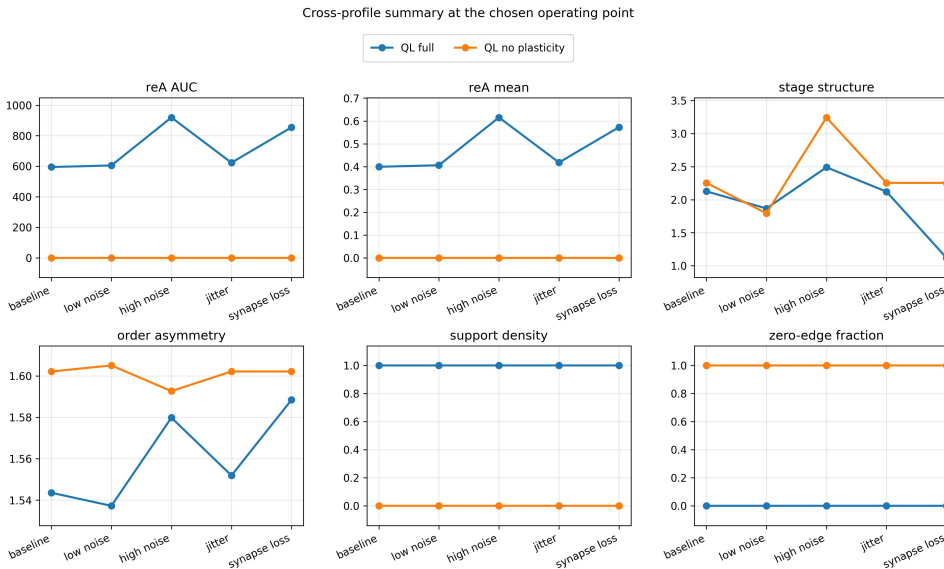 Cross-profile summary at the chosen operating point
QL full
QL no plasticity
reA AUC
1000
800
600
400
200
0
baseline
low noise
high noise
jitter
synapse loss
reA mean
0.7
0.6
0.5
0.4
0.3
0.2
0.1
0.0
baseline
low noise
high noise
jitter
synapse loss
stage structure
3.5
3.0
2.5
2.0
1.5
1.0
baseline
low noise
high noise
jitter
synapse loss
order asymmetry
1.60
1.58
1.56
1.54
baseline
low noise
high noise
jitter
synapse loss
support density
1.0
0.8
0.6
0.4
0.2
0.0
baseline
low noise
high noise
jitter
synapse loss
zero-edge fraction
1.0
0.8
0.6
0.4
0.2
0.0
baseline
low noise
high noise
jitter
synapse loss